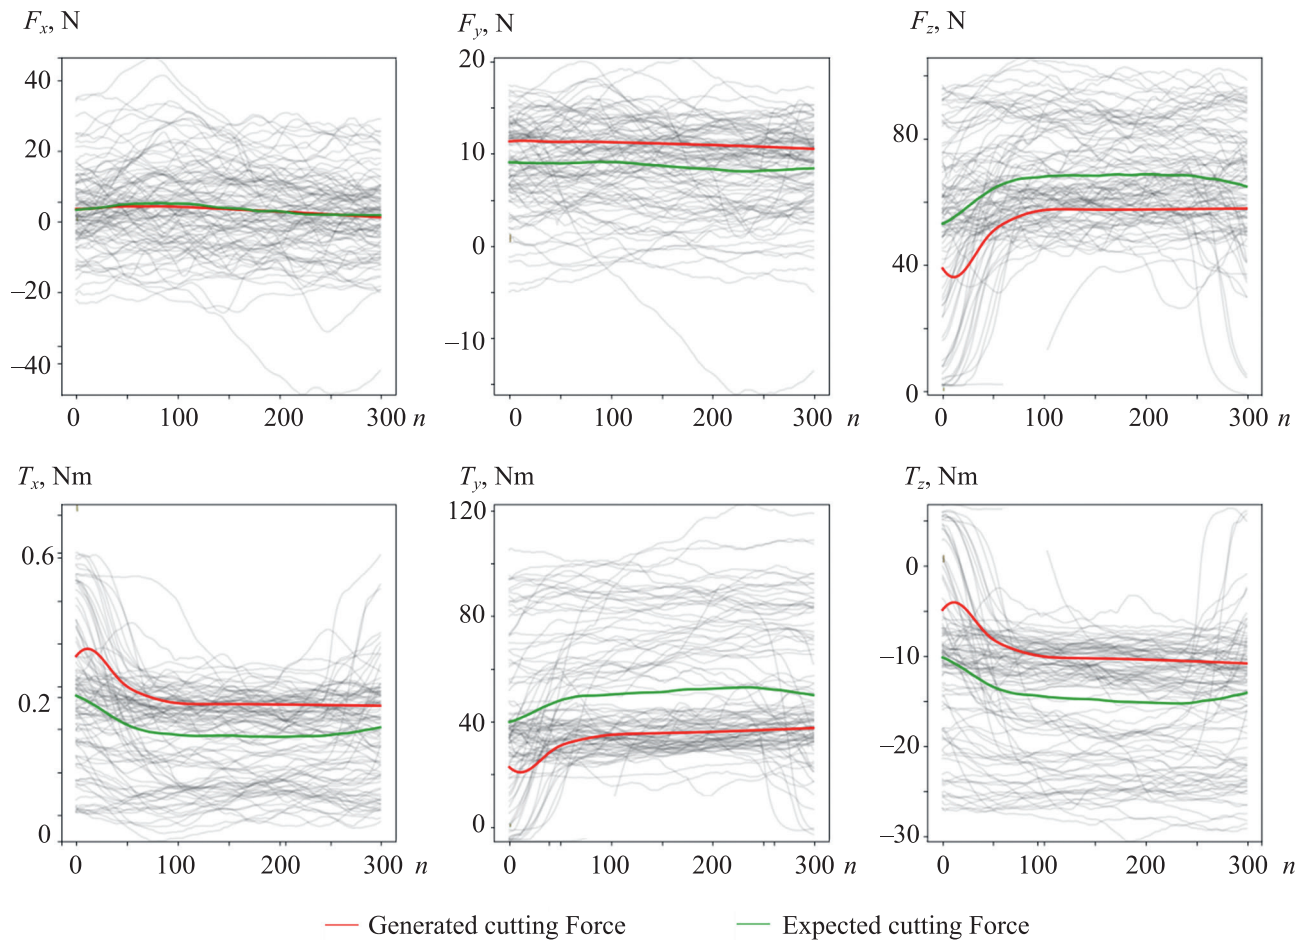 Fx, N
Fy, N
Fz, N
40
20
0
–20
–40
0 100 200 300 n
20
10
0
–10
0 100 200 300 n
80
40
0
0 100 200 300 n
Tx, Nm
Ty, Nm
Tz, Nm
0.6
0.2
0
0 100 200 300 n
120
80
40
0
0 100 200 300 n
0
–10
–20
–30
0 100 200 300 n
Generated cutting Force
Expected cutting Force